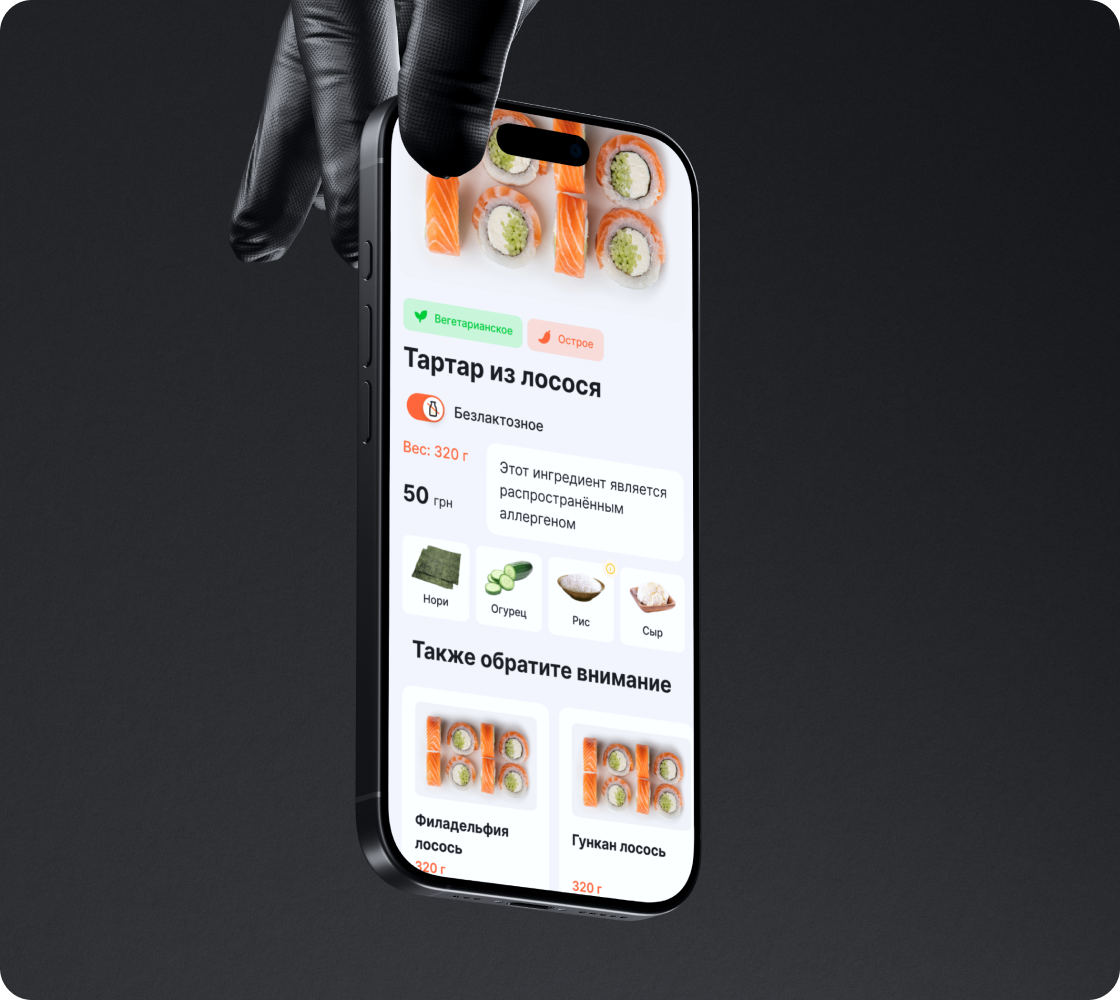 Вегетарианское
Острое
Тартар из лосося
Безлактозное
Вес: 320 г
50 грн
Этот ингредиент является
распространённым
аллергеном
Нори
Огурец
Рис
Сыр
Также обратите внимание
Филадельфия
лосось
320 г
Гункан лосось
320 г